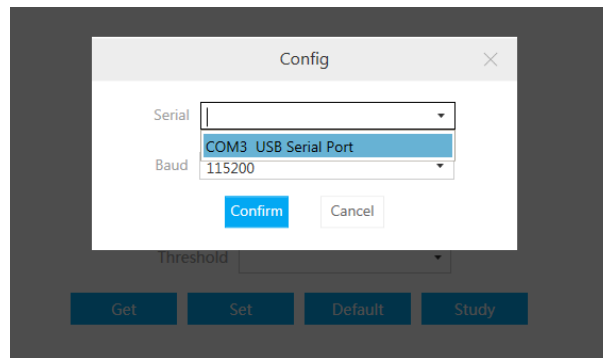 Config
Serial
COM3 USB Serial Port
Baud 115200
Confirm Cancel
Threshold
Get Set Default Study